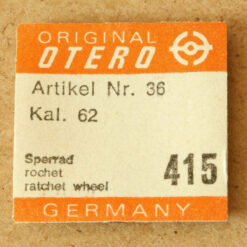 ORIGINAL
OTERO
Artikel Nr. 36
Kal. 62
Sperrad
rochet
ratchet wheel
415
GERMANY